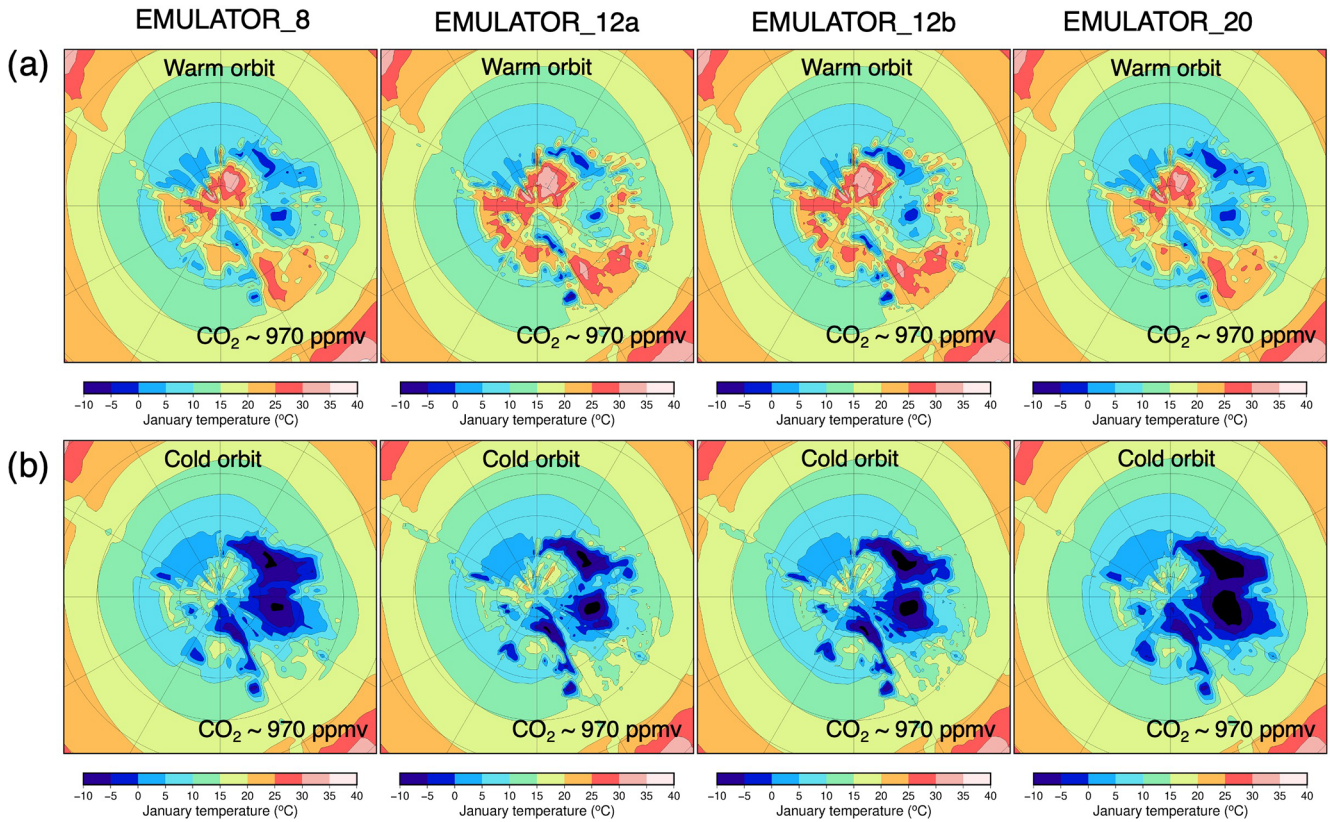 EMULATOR_8 EMULATOR_12a EMULATOR_12b EMULATOR_20
(a)
Warm orbit Warm orbit Warm orbit Warm orbit
CO₂ ~ 970 ppmv CO₂ ~ 970 ppmv CO₂ ~ 970 ppmv CO₂ ~ 970 ppmv
−10 −5 0 5 10 15 20 25 30 35 40 −10 −5 0 5 10 15 20 25 30 35 40 −10 −5 0 5 10 15 20 25 30 35 40 −10 −5 0 5 10 15 20 25 30 35 40
January temperature (ºC) January temperature (ºC) January temperature (ºC) January temperature (ºC)
(b)
Cold orbit Cold orbit Cold orbit Cold orbit
CO₂ ~ 970 ppmv CO₂ ~ 970 ppmv CO₂ ~ 970 ppmv CO₂ ~ 970 ppmv
−10 −5 0 5 10 15 20 25 30 35 40 −10 −5 0 5 10 15 20 25 30 35 40 −10 −5 0 5 10 15 20 25 30 35 40 −10 −5 0 5 10 15 20 25 30 35 40
January temperature (ºC) January temperature (ºC) January temperature (ºC) January temperature (ºC)